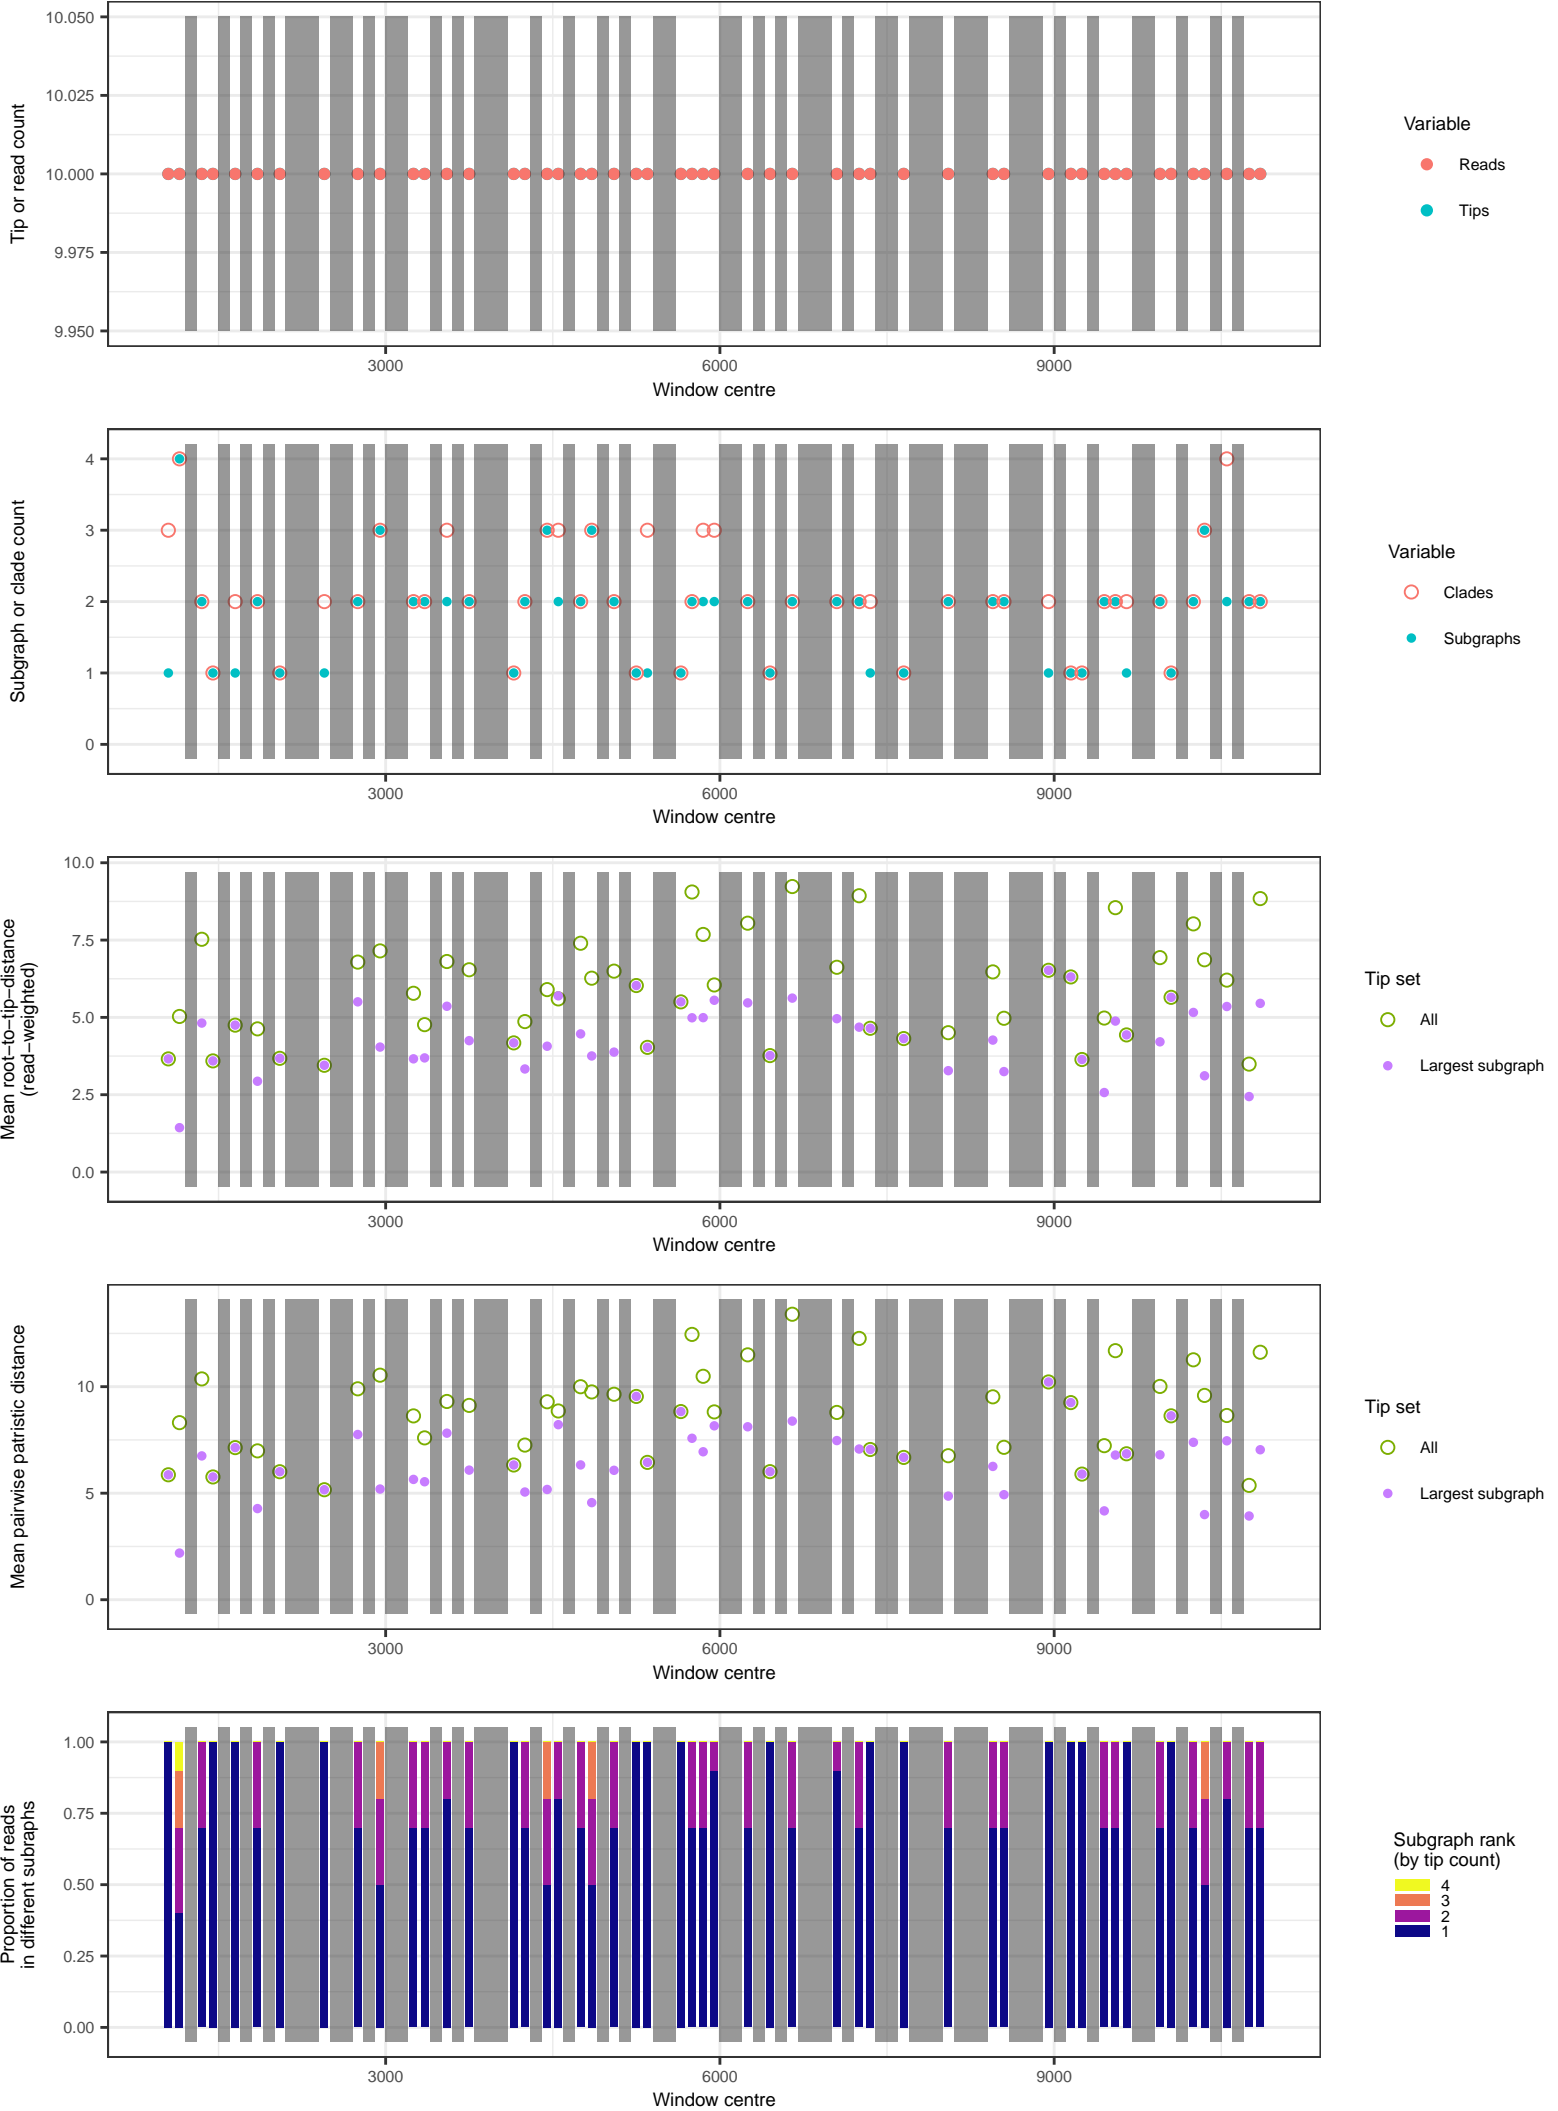 10.050
10.025
10.000
9.975
9.950
Tip or read count
3000 6000 9000
Window centre
Variable
Reads
Tips
4
3
2
1
0
Subgraph or clade count
3000 6000 9000
Window centre
Variable
Clades
Subgraphs
10.0
7.5
5.0
2.5
0.0
Mean root−to−tip−distance
(read−weighted)
3000 6000 9000
Window centre
Tip set
All
Largest subgraph
10
5
0
Mean pairwise patristic distance
3000 6000 9000
Window centre
Tip set
All
Largest subgraph
1.00
0.75
0.50
0.25
0.00
Proportion of reads
in different subraphs
3000 6000 9000
Window centre
Subgraph rank
(by tip count)
4
3
2
1